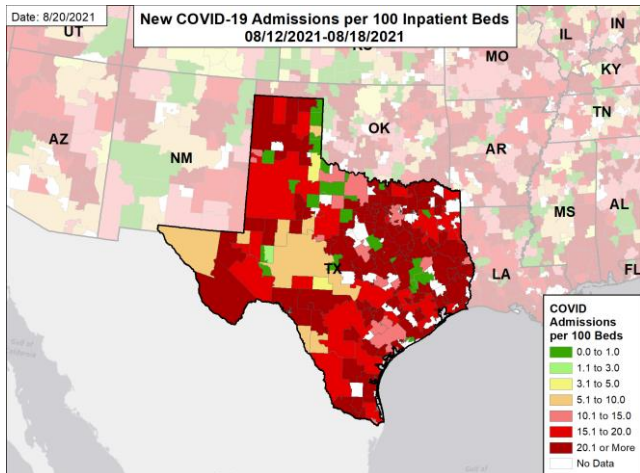 Date: 8/20/2021
New COVID-19 Admissions per 100 Inpatient Beds
08/12/2021-08/18/2021
UT
MO
IL
IN
KY
AZ
NM
OK
TN
AR
MS
AL
TX
LA
FL
Gulf of
California
COVID
Admissions
per 100 Beds
0.0 to 1.0
1.1 to 3.0
3.1 to 5.0
5.1 to 10.0
10.1 to 15.0
15.1 to 20.0
20.1 or More
No Data